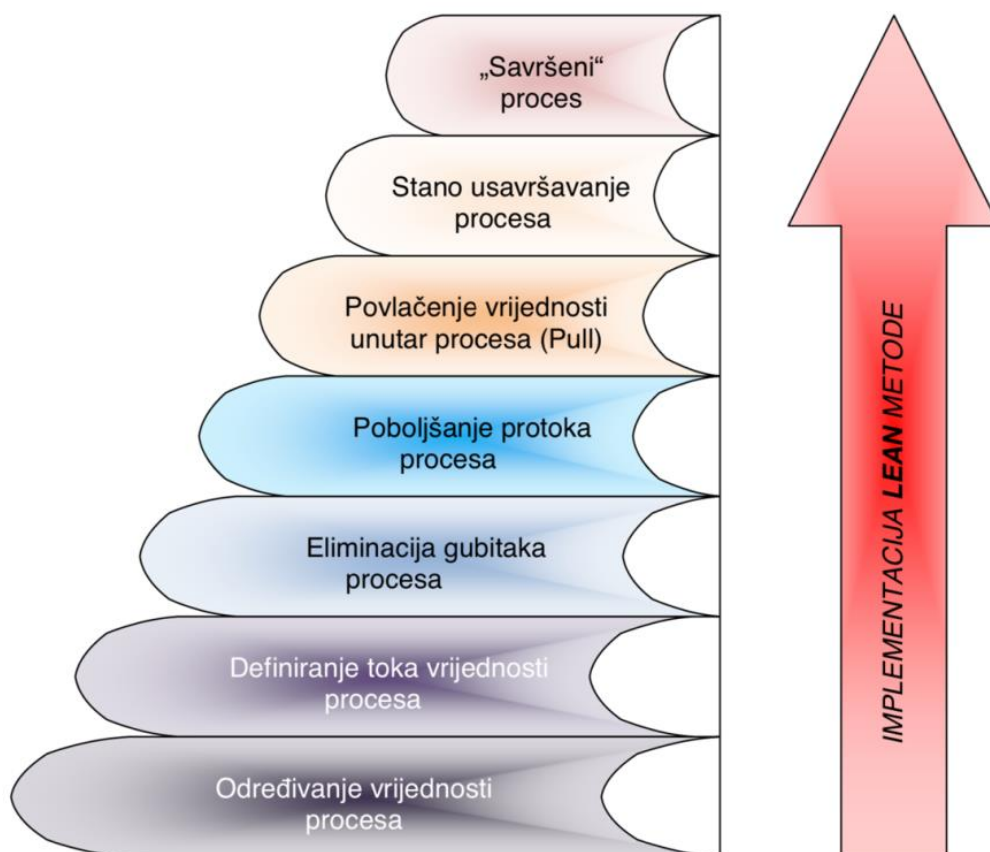 „Savršeni“
proces
Stano usavršavanje
procesa
Povlačenje vrijednosti
unutar procesa (Pull)
Poboljšanje protoka
procesa
Eliminacija gubitaka
procesa
Definiranje toka vrijednosti
procesa
Određivanje vrijednosti
procesa
IMPLEMENTACIJA LEAN METODE